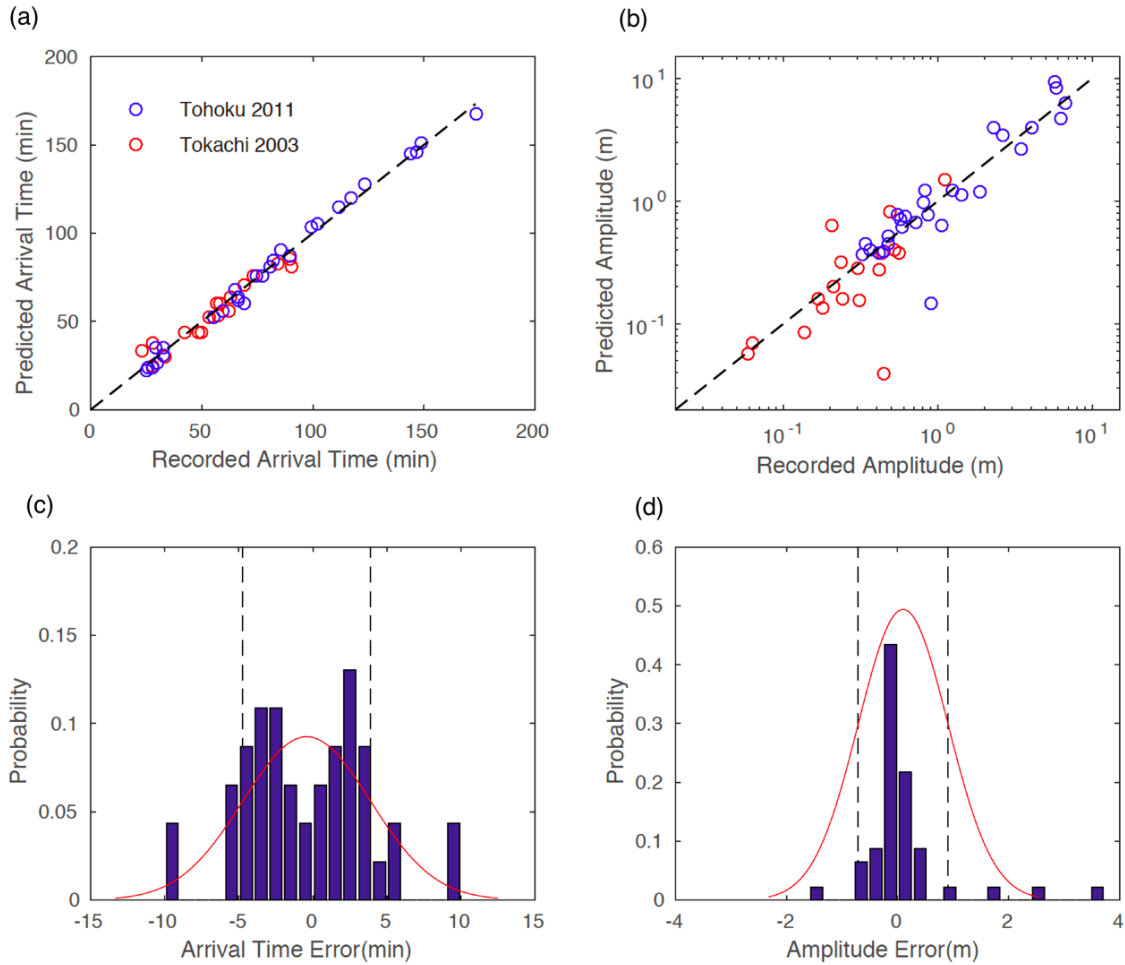 (a)
200
150
100
50
0
0 50 100 150 200
Predicted Arrival Time (min)
Recorded Arrival Time (min)
Tohoku 2011
Tokachi 2003
(b)
10^1
10^0
10^-1
10^-1 10^0 10^1
Predicted Amplitude (m)
Recorded Amplitude (m)
(c)
0.2
0.15
0.1
0.05
0
-15 -10 -5 0 5 10 15
Probability
Arrival Time Error(min)
(d)
0.6
0.5
0.4
0.3
0.2
0.1
0
-4 -2 0 2 4
Probability
Amplitude Error(m)